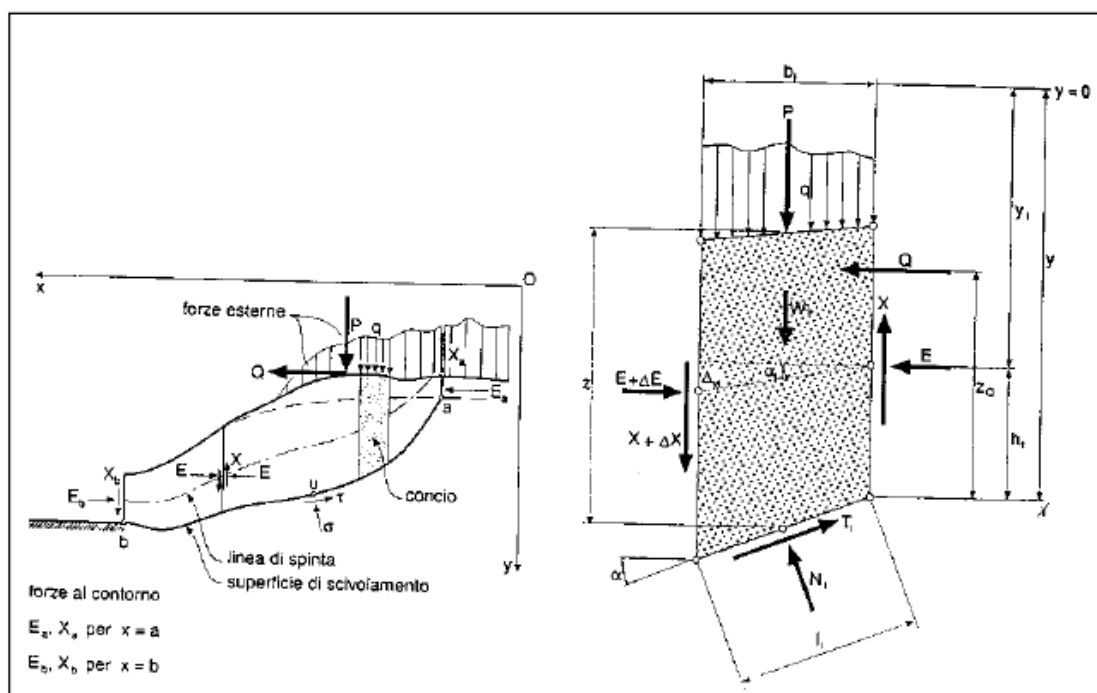 x
O
forze esterne
P
q
Q
X_a
E_a
a
X_b
E_b
b
E
X
E
u
τ
σ
concio
linea di spinta
superficie di scivolamento
y
forze al contorno
E_a, X_a per x = a
E_b, X_b per x = b
b_i
y = 0
P
q
y_i
y
Q
X
W_i
E
z
E + ΔE
X + ΔX
z_Q
h_t
α
T_i
N_i
l_i